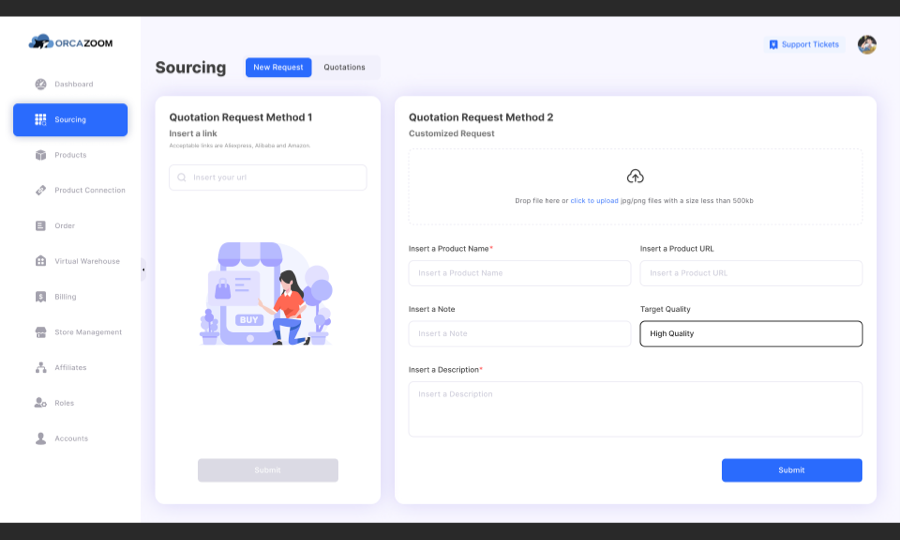 ORCAZOOM
Support Tickets
Sourcing
New Request
Quotations
Dashboard
Sourcing
Products
Product Connection
Order
Virtual Warehouse
Billing
Store Management
Affiliates
Roles
Accounts
Quotation Request Method 1
Insert a link
Acceptable links are Aliexpress, Alibaba and Amazon.
Insert your url
BUY
Submit
Quotation Request Method 2
Customized Request
Drop file here or click to upload jpg/png files with a size less than 500kb
Insert a Product Name*
Insert a Product URL
Insert a Product Name
Insert a Product URL
Insert a Note
Target Quality
Insert a Note
High Quality
Insert a Description*
Insert a Description
Submit